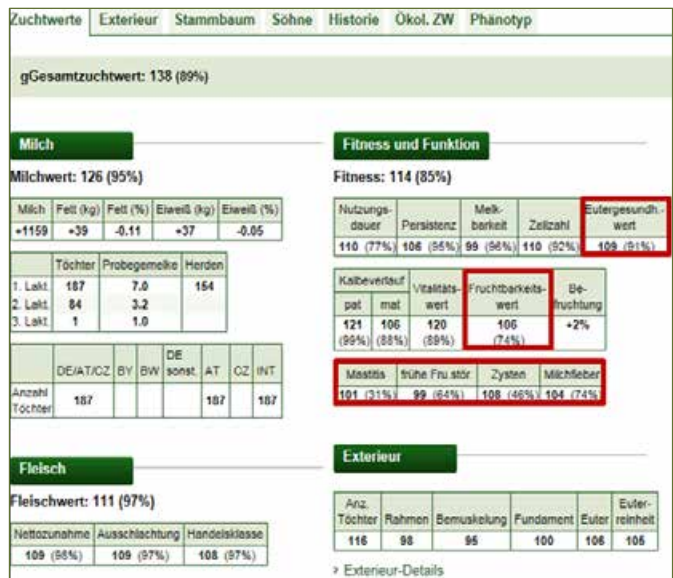 Zuchtwerte Exterieur Stammbaum Söhne Historie Ökol. ZW Phänotyp
gGesamtzuchtwert: 138 (89%)
Milch
Milchwert: 126 (95%)
Milch Fett (kg) Fett (%) Eiweiß (kg) Eiweiß (%)
+1159 +39 -0.11 +37 -0.05
Töchter Probegemelke Herden
1. Lakt. 187 7.0 154
2. Lakt. 84 3.2
3. Lakt. 1 1.0
DE/AT/CZ BY BW DE sonst. AT CZ INT
Anzahl Töchter 187 187 187
Fleisch
Fleischwert: 111 (97%)
Nettozunahme Ausschlachtung Handelsklasse
109 (98%) 109 (97%) 108 (97%)
Fitness und Funktion
Fitness: 114 (85%)
Nutzungs- Melk- Eutergesundh.-
dauer Persistenz barkeit Zellzahl wert
110 (77%) 106 (95%) 99 (96%) 110 (92%) 109 (91%)
Kalbeverlauf Vitalitäts- Fruchtbarkeits- Be-
pat mat wert wert fruchtung
121 106 120 106 +2%
(99%) (88%) (89%) (74%)
Mastitis frühe Fru.stör. Zysten Milchfieber
101 (31%) 99 (64%) 108 (46%) 104 (74%)
Exterieur
Anz. Euter-
Töchter Rahmen Bemuskelung Fundament Euter reinheit
116 98 95 100 106 105
> Exterieur-Details